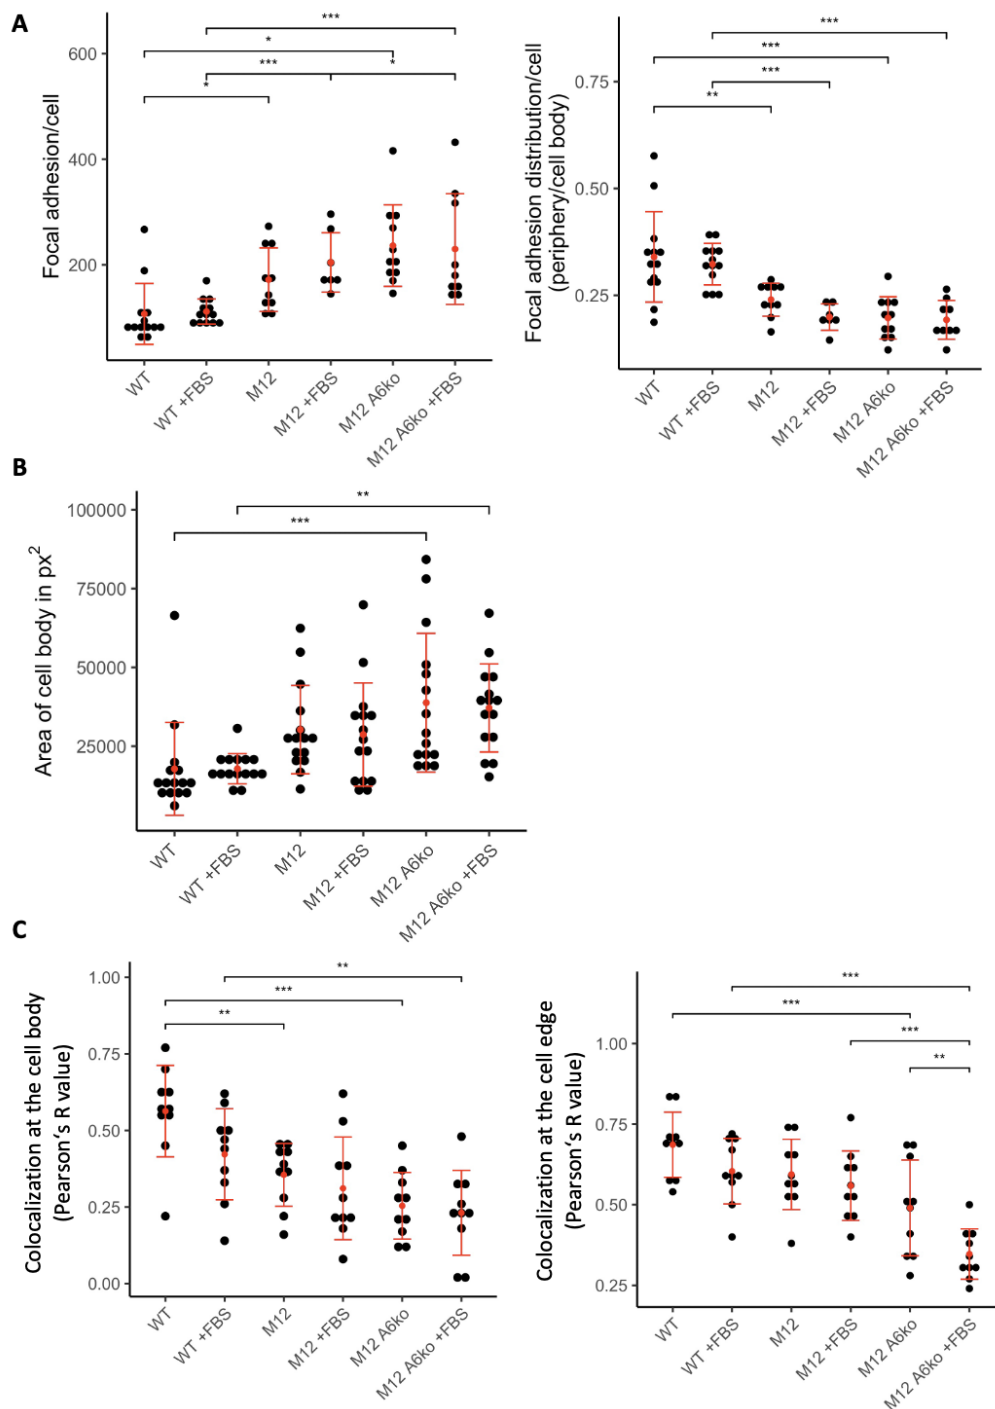 A
***
*
***
*
*
600
400
200
Focal adhesion/cell
WT
WT +FBS
M12
M12 +FBS
M12 A6ko
M12 A6ko +FBS
***
***
***
**
0.75
0.50
0.25
Focal adhesion distribution/cell
(periphery/cell body)
WT
WT +FBS
M12
M12 +FBS
M12 A6ko
M12 A6ko +FBS
B
**
***
100000
75000
50000
25000
Area of cell body in px²
WT
WT +FBS
M12
M12 +FBS
M12 A6ko
M12 A6ko +FBS
C
**
***
**
1.00
0.75
0.50
0.25
0.00
Colocalization at the cell body
(Pearson's R value)
WT
WT +FBS
M12
M12 +FBS
M12 A6ko
M12 A6ko +FBS
***
***
***
**
1.00
0.75
0.50
0.25
Colocalization at the cell edge
(Pearson's R value)
WT
WT +FBS
M12
M12 +FBS
M12 A6ko
M12 A6ko +FBS